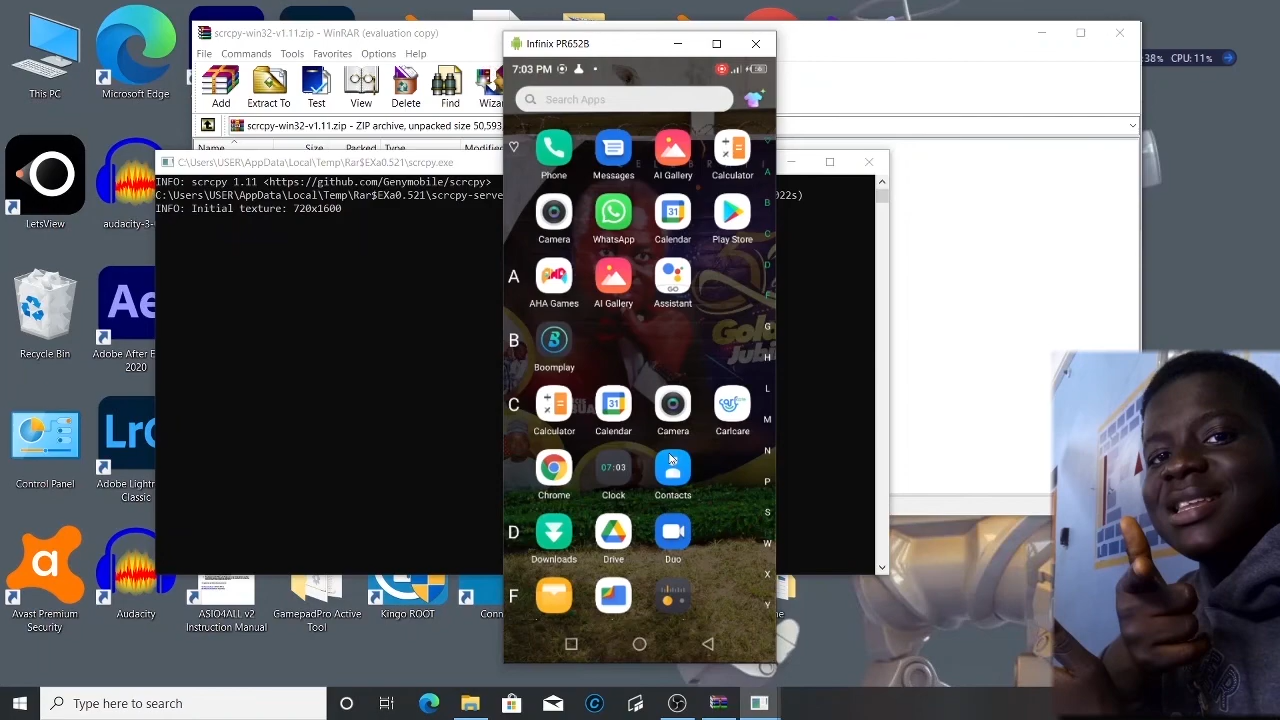 This PC
Microsoft Edge
LetsView
audacity-3-
Recycle Bin
Adobe After E
2020
Control Panel
Adobe Lightr
Classic
Avast Premium
Security
Audacity
ASIO4ALL v2
Instruction Manual
GamepadPro Active
Tool
Kingo ROOT
Conn
scrcpy-win32-v1.11.zip - WinRAR (evaluation copy)
File Commands Tools Favorites Options Help
Add Extract To Test View Delete Find Wizar
scrcpy-win32-v1.11.zip - ZIP archive, unpacked size 50,593
Name Size Packed Type Modified
38% CPU: 11%
C:\Users\USER\AppData\Local\Temp\Rar$EXa0.521\scrcpy.exe
INFO: scrcpy 1.11 <https://github.com/Genymobile/scrcpy>
C:\Users\USER\AppData\Local\Temp\Rar$EXa0.521\scrcpy-serve
022s)
INFO: Initial texture: 720x1600
Infinix PR652B
7:03 PM
Search Apps
Phone Messages AI Gallery Calculator
Camera WhatsApp Calendar Play Store
A
AHA Games AI Gallery Assistant
GO
B
Boomplay
C
Calculator Calendar Camera Carlcare
07:03
Chrome Clock Contacts
D
Downloads Drive Duo
F
A
B
C
D
F
G
H
L
M
N
P
S
W
X
Y
Type here to search